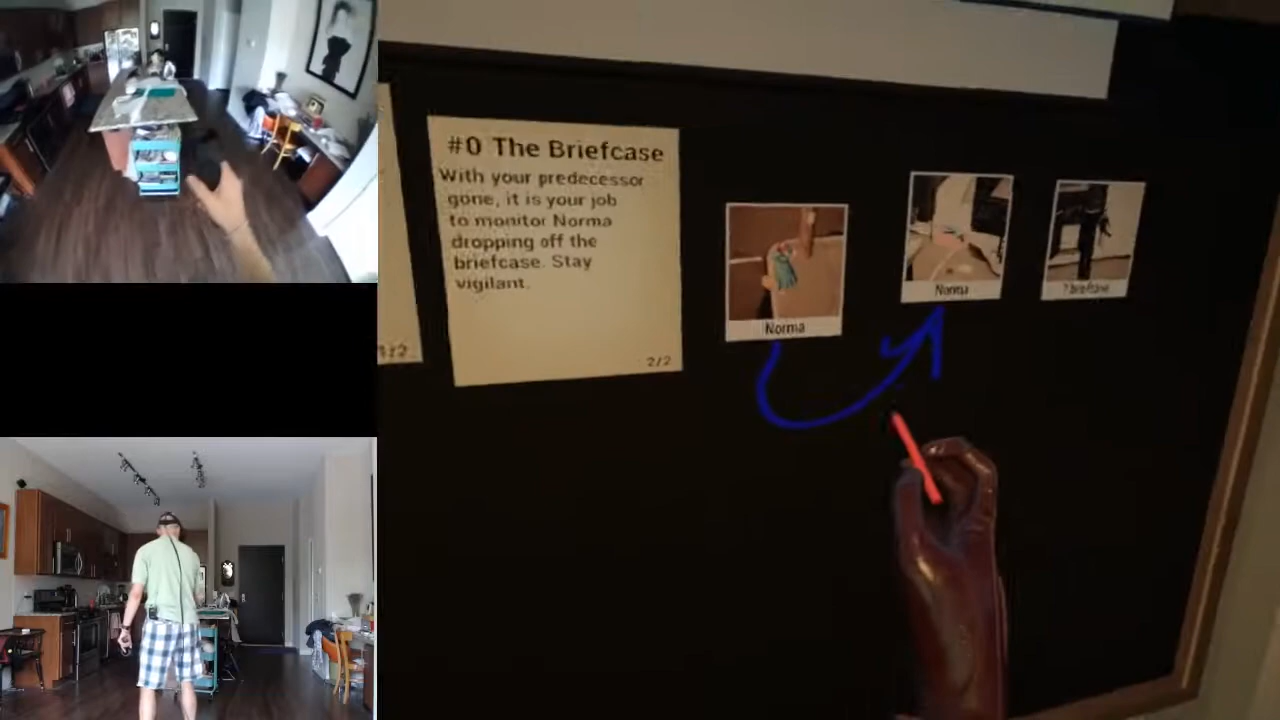 #0 The Briefcase
With your predecessor
gone, it is your job
to monitor Norma
dropping off the
briefcase. Stay
vigilant.
2/2
Norma
Norma
? briefcase